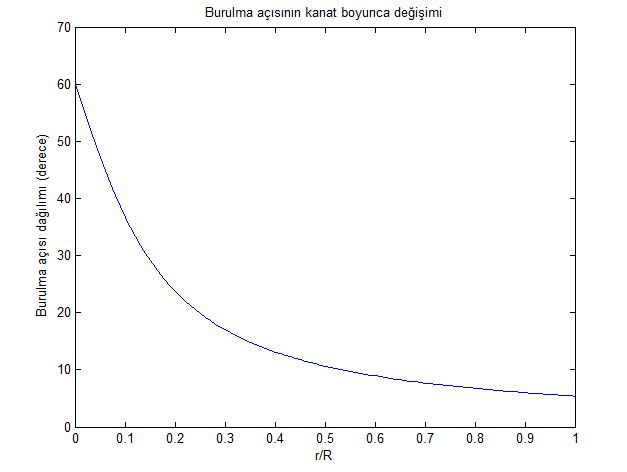 Burulma açısının kanat boyunca değişimi
70
60
50
40
30
20
10
0
Burulma açısı dağılımı (derece)
0 0.1 0.2 0.3 0.4 0.5 0.6 0.7 0.8 0.9 1
r/R